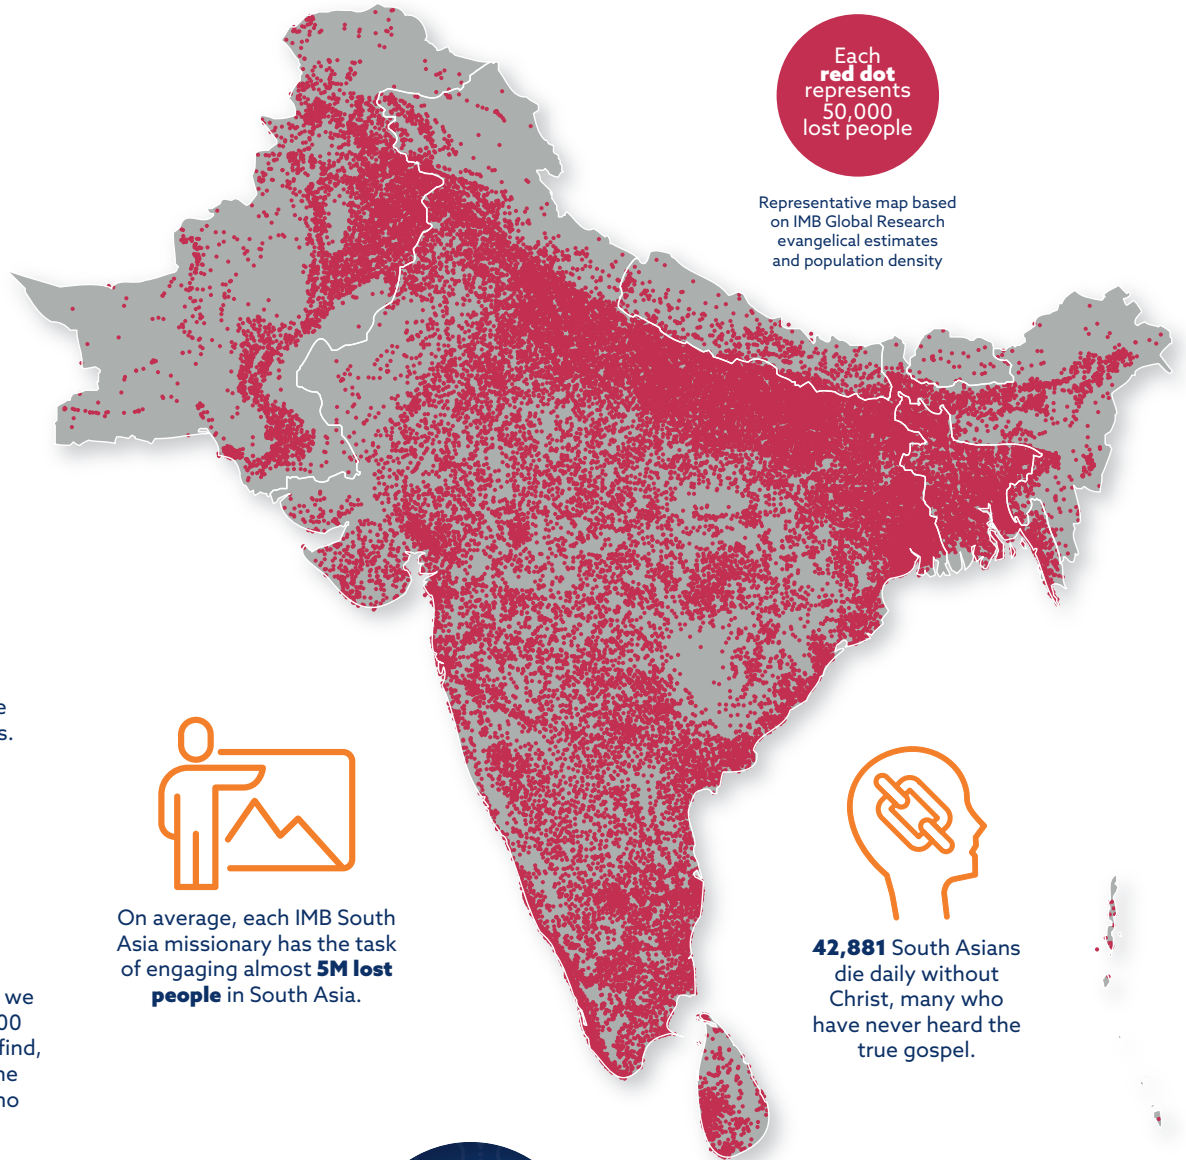 Each
red dot
represents
50,000
lost people
Representative map based
on IMB Global Research
evangelical estimates
and population density
e
s.
On average, each IMB South
Asia missionary has the task
of engaging almost 5M lost
people in South Asia.
42,881 South Asians
die daily without
Christ, many who
have never heard the
true gospel.
we
00
find,
ne
no